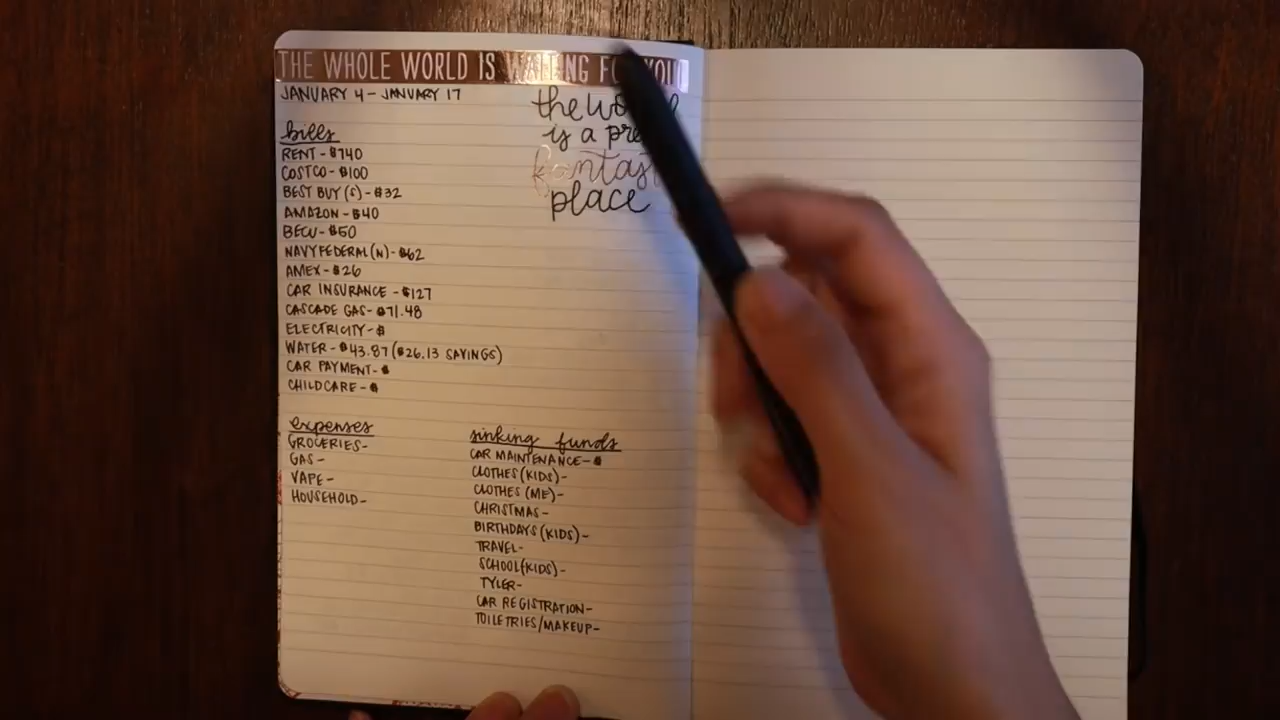 THE WHOLE WORLD IS WAITING YOU
JANUARY 4 - JANUARY 17
the
is a
place
bills
RENT - $740
COSTCO - $100
BEST BUY (S) - $32
AMAZON - $40
BECU - $50
NAVY FEDERAL (N) - $62
AMEX - $26
CAR INSURANCE - $127
CASCADE GAS - $71.48
ELECTRICITY - $
WATER - $43.87 ($26.13 SAVINGS)
CAR PAYMENT - $
CHILDCARE - $
expenses
GROCERIES -
GAS -
VAPE -
HOUSEHOLD -
sinking funds
CAR MAINTENANCE - $
CLOTHES (KIDS) -
CLOTHES (ME) -
CHRISTMAS -
BIRTHDAYS (KIDS) -
TRAVEL -
SCHOOL (KIDS) -
TYLER -
CAR REGISTRATION -
TOILETRIES/MAKEUP -